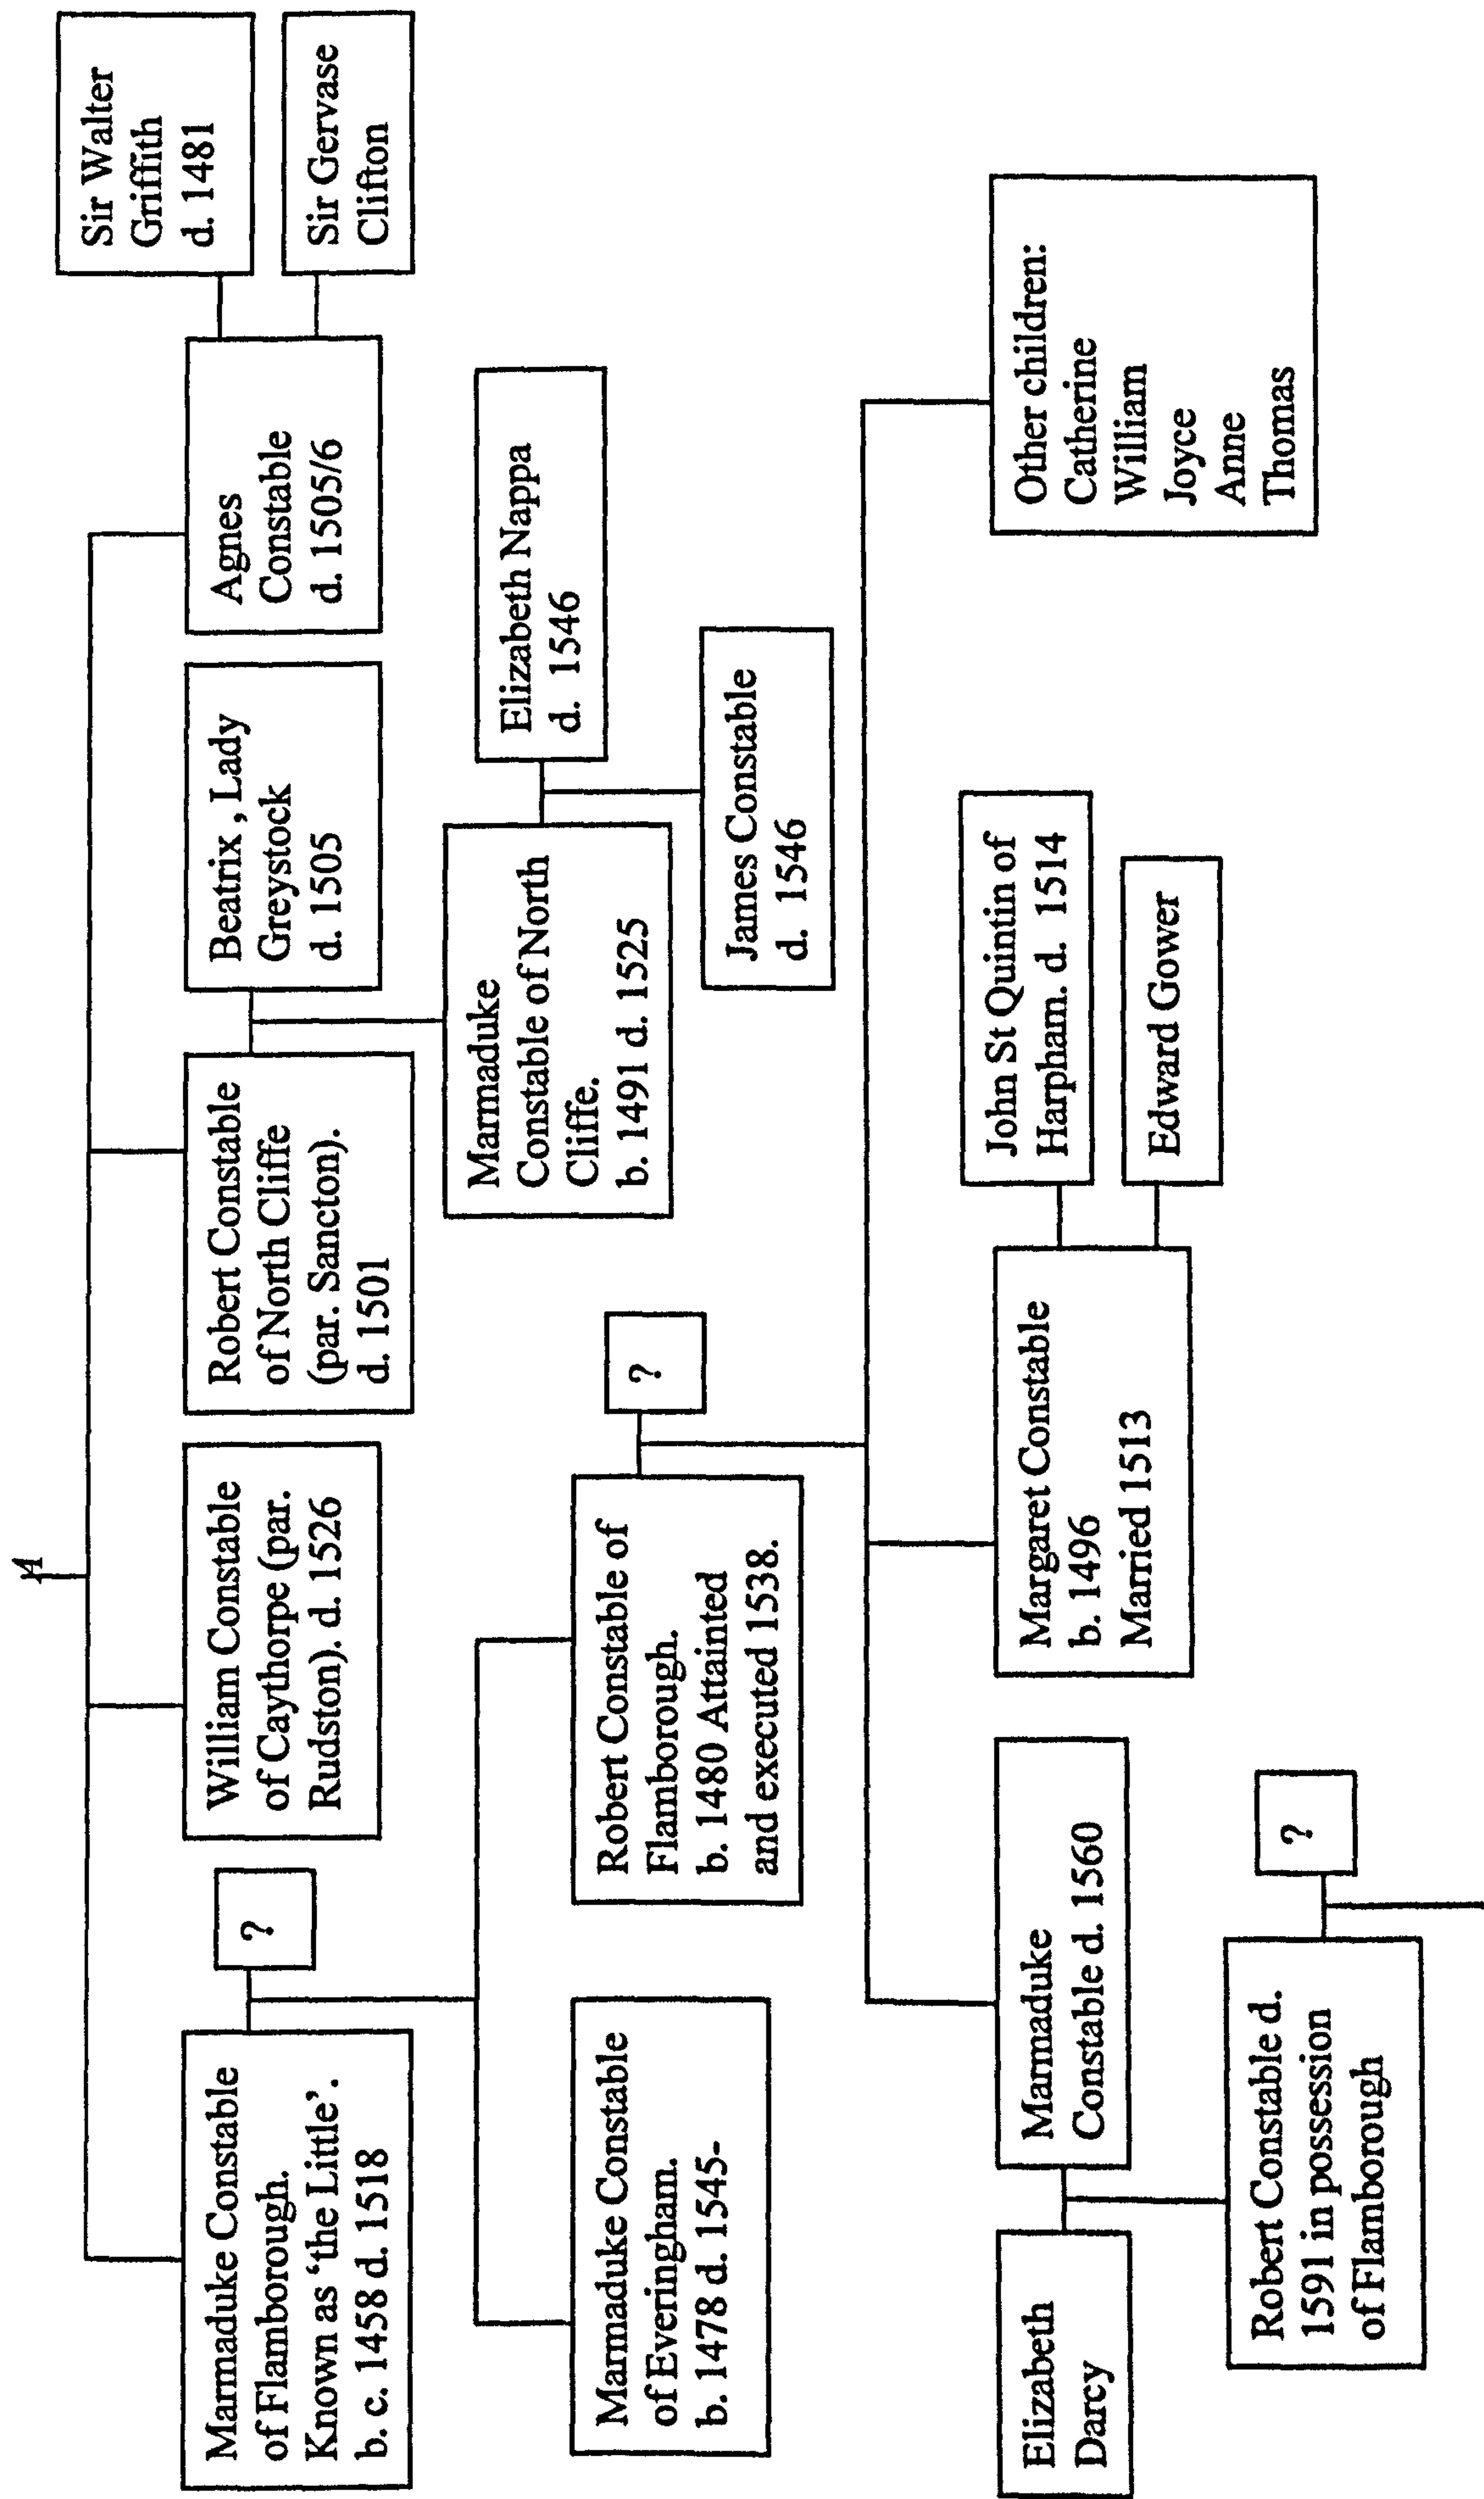 A
Marmaduke Constable
of Flamborough.
Known as ‘the Little’.
b. c. 1458 d. 1518
?
William Constable
of Caythorpe (par.
Rudston). d. 1526
Robert Constable
of North Cliffe
(par. Sancton).
d. 1501
Beatrix , Lady
Greystock
d. 1505
Agnes
Constable
d. 1505/6
Sir Walter
Griffith
d. 1481
Sir Gervase
Clifton
Marmaduke
Constable of North
Cliffe.
b. 1491 d. 1525
Elizabeth Nappa
d. 1546
James Constable
d. 1546
Marmaduke Constable
of Everingham.
b. 1478 d. 1545-
Robert Constable of
Flamborough.
b. 1480 Attainted
and executed 1538.
?
Elizabeth
Darcy
Marmaduke
Constable d. 1560
Margaret Constable
b. 1496
Married 1513
John St Quintin of
Harpham. d. 1514
Edward Gower
Other children:
Catherine
William
Joyce
Anne
Thomas
Robert Constable d.
1591 in possession
of Flamborough
?